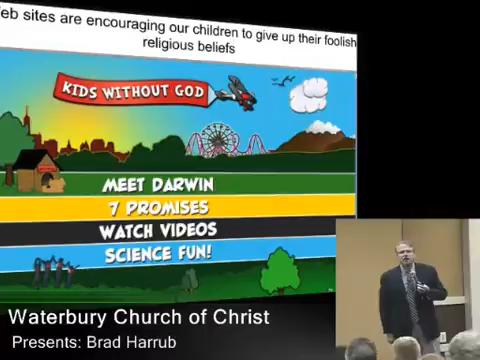 eb sites are encouraging our children to give up their foolish
religious beliefs
KIDS WITHOUT GOD
MEET DARWIN
7 PROMISES
WATCH VIDEOS
SCIENCE FUN!
Waterbury Church of Christ
Presents: Brad Harrub